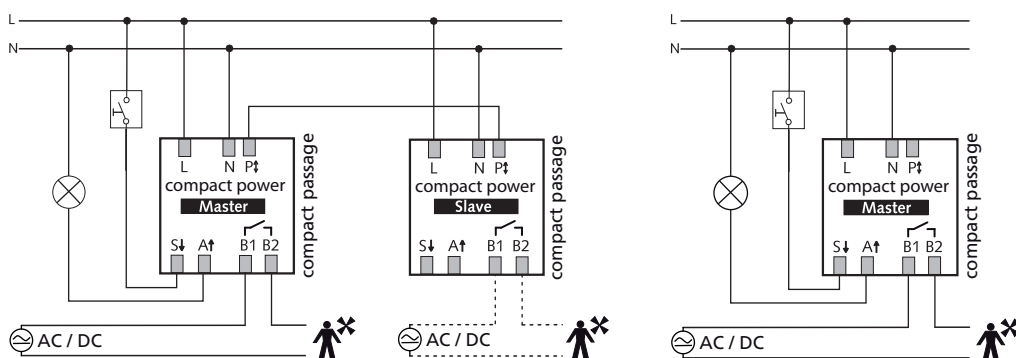 L
N
L N P↕
compact power
Master
S↓ A↑ B1 B2
compact passage
AC / DC
L N P↕
compact power
Slave
S↓ A↑ B1 B2
compact passage
AC / DC
L
N
L N P↕
compact power
Master
S↓ A↑ B1 B2
compact passage
AC / DC